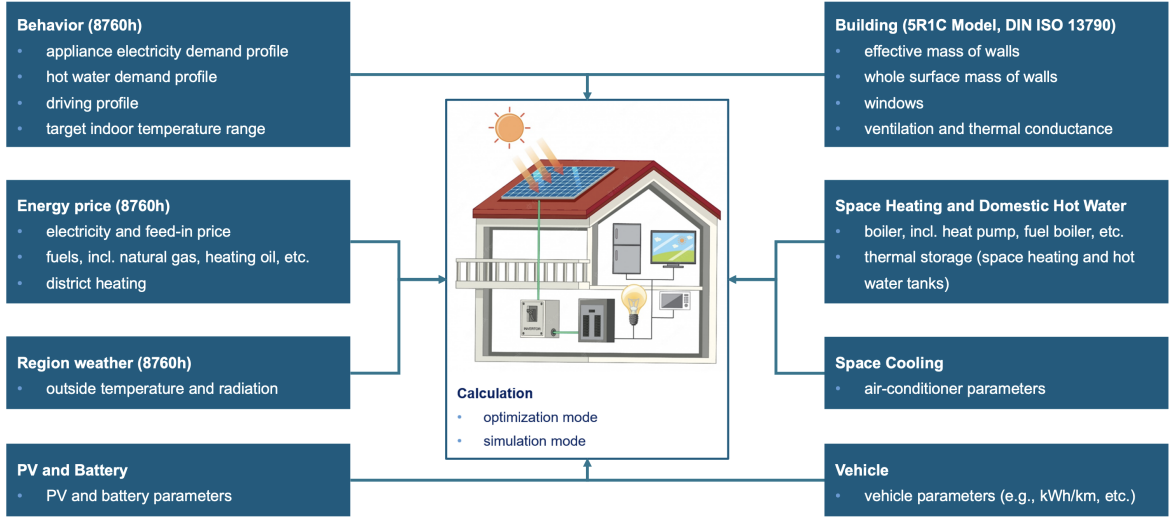 Behavior (8760h)
• appliance electricity demand profile
• hot water demand profile
• driving profile
• target indoor temperature range
Energy price (8760h)
• electricity and feed-in price
• fuels, incl. natural gas, heating oil, etc.
• district heating
Region weather (8760h)
• outside temperature and radiation
PV and Battery
• PV and battery parameters
INVERTOR
Calculation
• optimization mode
• simulation mode
Building (5R1C Model, DIN ISO 13790)
• effective mass of walls
• whole surface mass of walls
• windows
• ventilation and thermal conductance
Space Heating and Domestic Hot Water
• boiler, incl. heat pump, fuel boiler, etc.
• thermal storage (space heating and hot
water tanks)
Space Cooling
• air-conditioner parameters
Vehicle
• vehicle parameters (e.g., kWh/km, etc.)